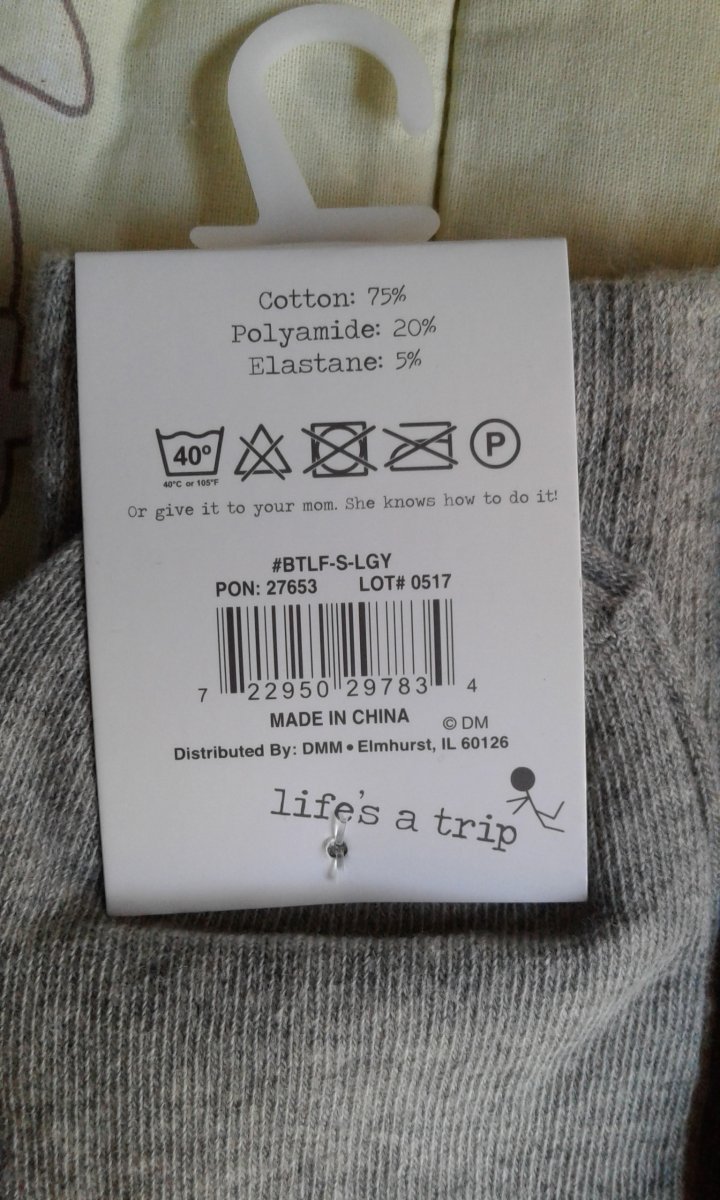 Cotton: 75%
Polyamide: 20%
Elastane: 5%
40º
P
40°C or 105°F
Or give it to your mom. She knows how to do it!
#BTLF-S-LGY
PON: 27653 LOT# 0517
7 22950 29783 4
MADE IN CHINA © DM
Distributed By: DMM • Elmhurst, IL 60126
life's a trip